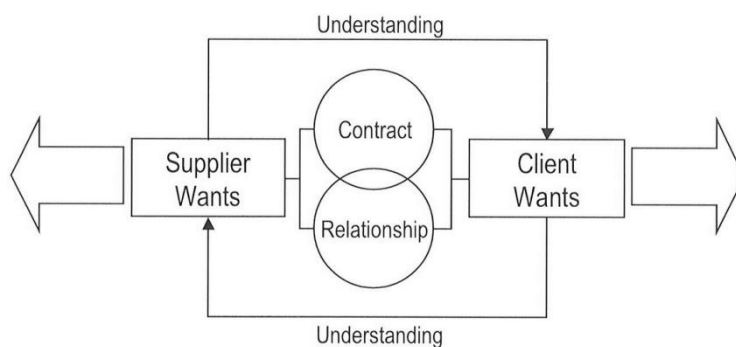 Understanding
Contract
Supplier
Wants
Client
Wants
Relationship
Understanding